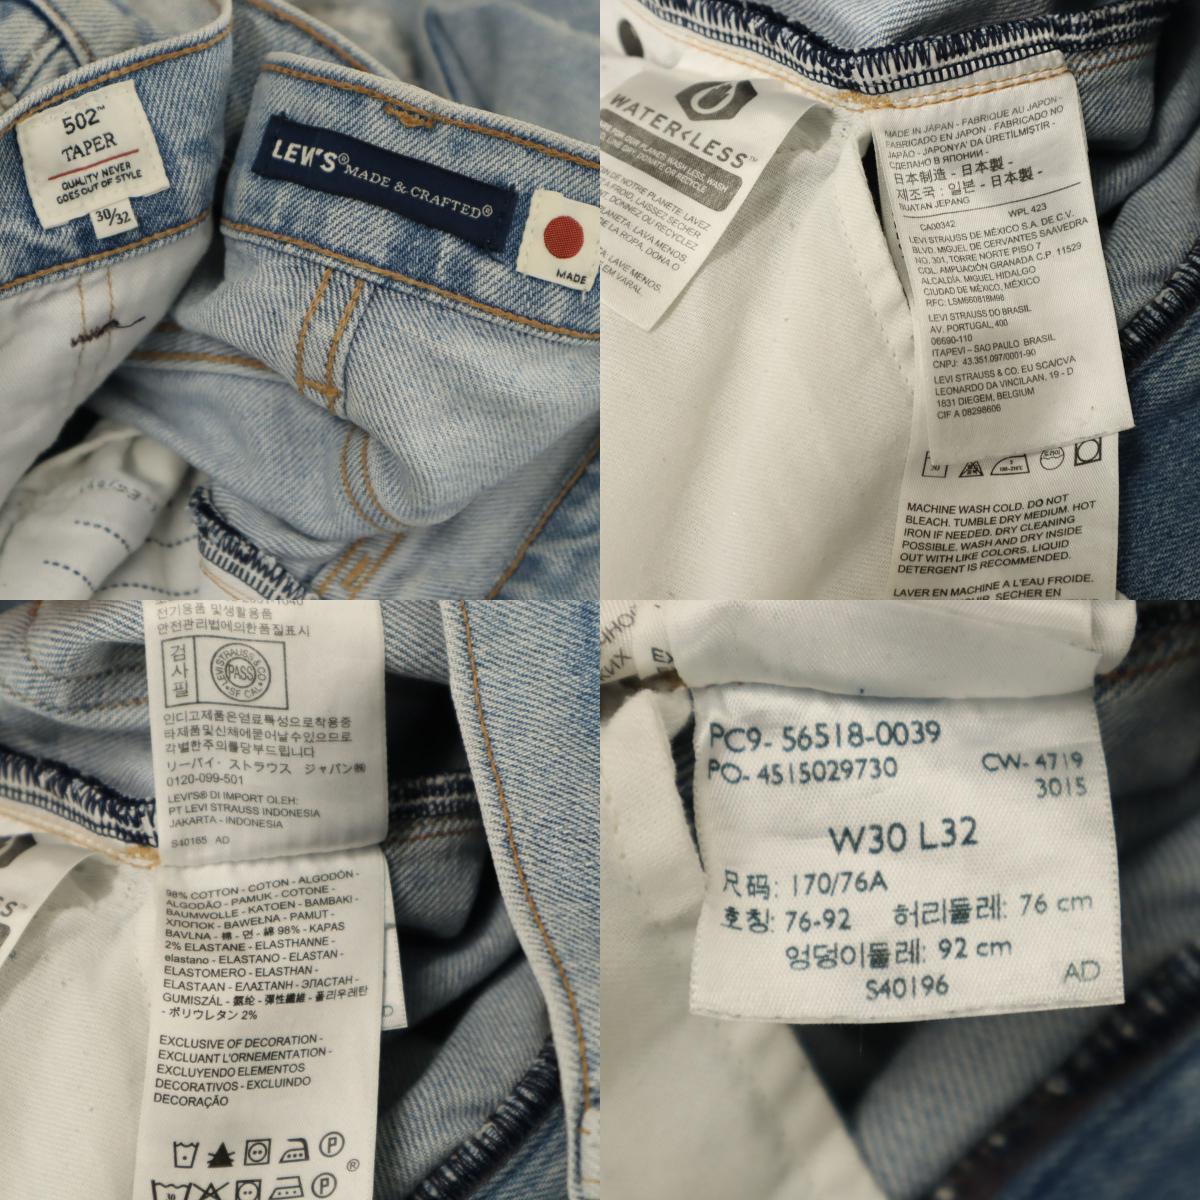 502™
TAPER
QUALITY NEVER
GOES OUT OF STYLE
30/32
LEVI'S® MADE & CRAFTED®
MADE
WATER<LESS™
MADE IN JAPAN - FABRIQUE AU JAPON -
FABRICADO EN JAPON - FABRICADO NO
JAPÃO - JAPONYA' DA ÜRETİLMIŞTIR -
СДЕЛАНО В ЯПОНИИ -
日本制造 - 日本製 -
제조국 : 일본 - 日本製 -
BUATAN JEPANG
CA00342 WPL 423
LEVI STRAUSS DE MÉXICO S.A. DE C.V.
BLVD. MIGUEL DE CERVANTES SAAVEDRA
NO. 301, TORRE NORTE PISO 7
COL. AMPUACIÓN GRANADA C.P. 11529
ALCALDÍA. MIGUEL HIDALGO
CIUDAD DE MÉXICO, MÉXICO
RFC: LSM660818M98
LEVI STRAUSS DO BRASIL
AV. PORTUGAL, 400
06690-110
ITAPEVI – SAO PAULO BRASIL
CNPJ: 43.351.097/0001-90
LEVI STRAUSS & CO. EU SCA/CVA
LEONARDO DA VINCILAAN, 19 - D
1831 DIEGEM, BELGIUM
CIF A 08298606
MACHINE WASH COLD. DO NOT
BLEACH. TUMBLE DRY MEDIUM. HOT
IRON IF NEEDED. DRY CLEANING
POSSIBLE. WASH AND DRY INSIDE
OUT WITH LIKE COLORS. LIQUID
DETERGENT IS RECOMMENDED.
LAVER EN MACHINE A L'EAU FROIDE.
SECHER EN
전기용품 및생활용품
안전관리법에의한품질표시
검사필
LEVI STRAUSS & CO.
PASS
SF CAL
인디고제품은염료특성으로착용중
타제품및신체에묻어날수있으므로
각별한주의를당부드립니다
リーバイ・ストラウス ジャパン㈱
0120-099-501
LEVI'S® DI IMPORT OLEH:
PT LEVI STRAUSS INDONESIA
JAKARTA - INDONESIA
S40165 AD
98% COTTON - COTON - ALGODÓN -
ALGODÃO - PAMUK - COTONE -
BAUMWOLLE - KATOEN - BAMBAKI -
ХЛОПОК - BAWEŁNA - PAMUT -
BAVLNA - 棉 - 면 - 綿 98% - KAPAS
2% ELASTANE - ELASTHANNE -
elastano - ELASTANO - ELASTAN -
ELASTOMERO - ELASTHAN -
ELASTAAN - ΕΛΑΣΤΑΝΗ - ЭЛАСТАН -
GUMISZÁL - 氨纶 - 彈性纖維 - 폴리우레탄
- ポリウレタン 2%
EXCLUSIVE OF DECORATION -
EXCLUANT L'ORNEMENTATION -
EXCLUYENDO ELEMENTOS
DECORATIVOS - EXCLUINDO
DECORAÇÃO
PC9- 56518-0039
PO- 4515029730 CW- 4719
3015
W30 L32
尺码: 170/76A
호칭: 76-92 허리둘레: 76 cm
엉덩이둘레: 92 cm
S40196 AD